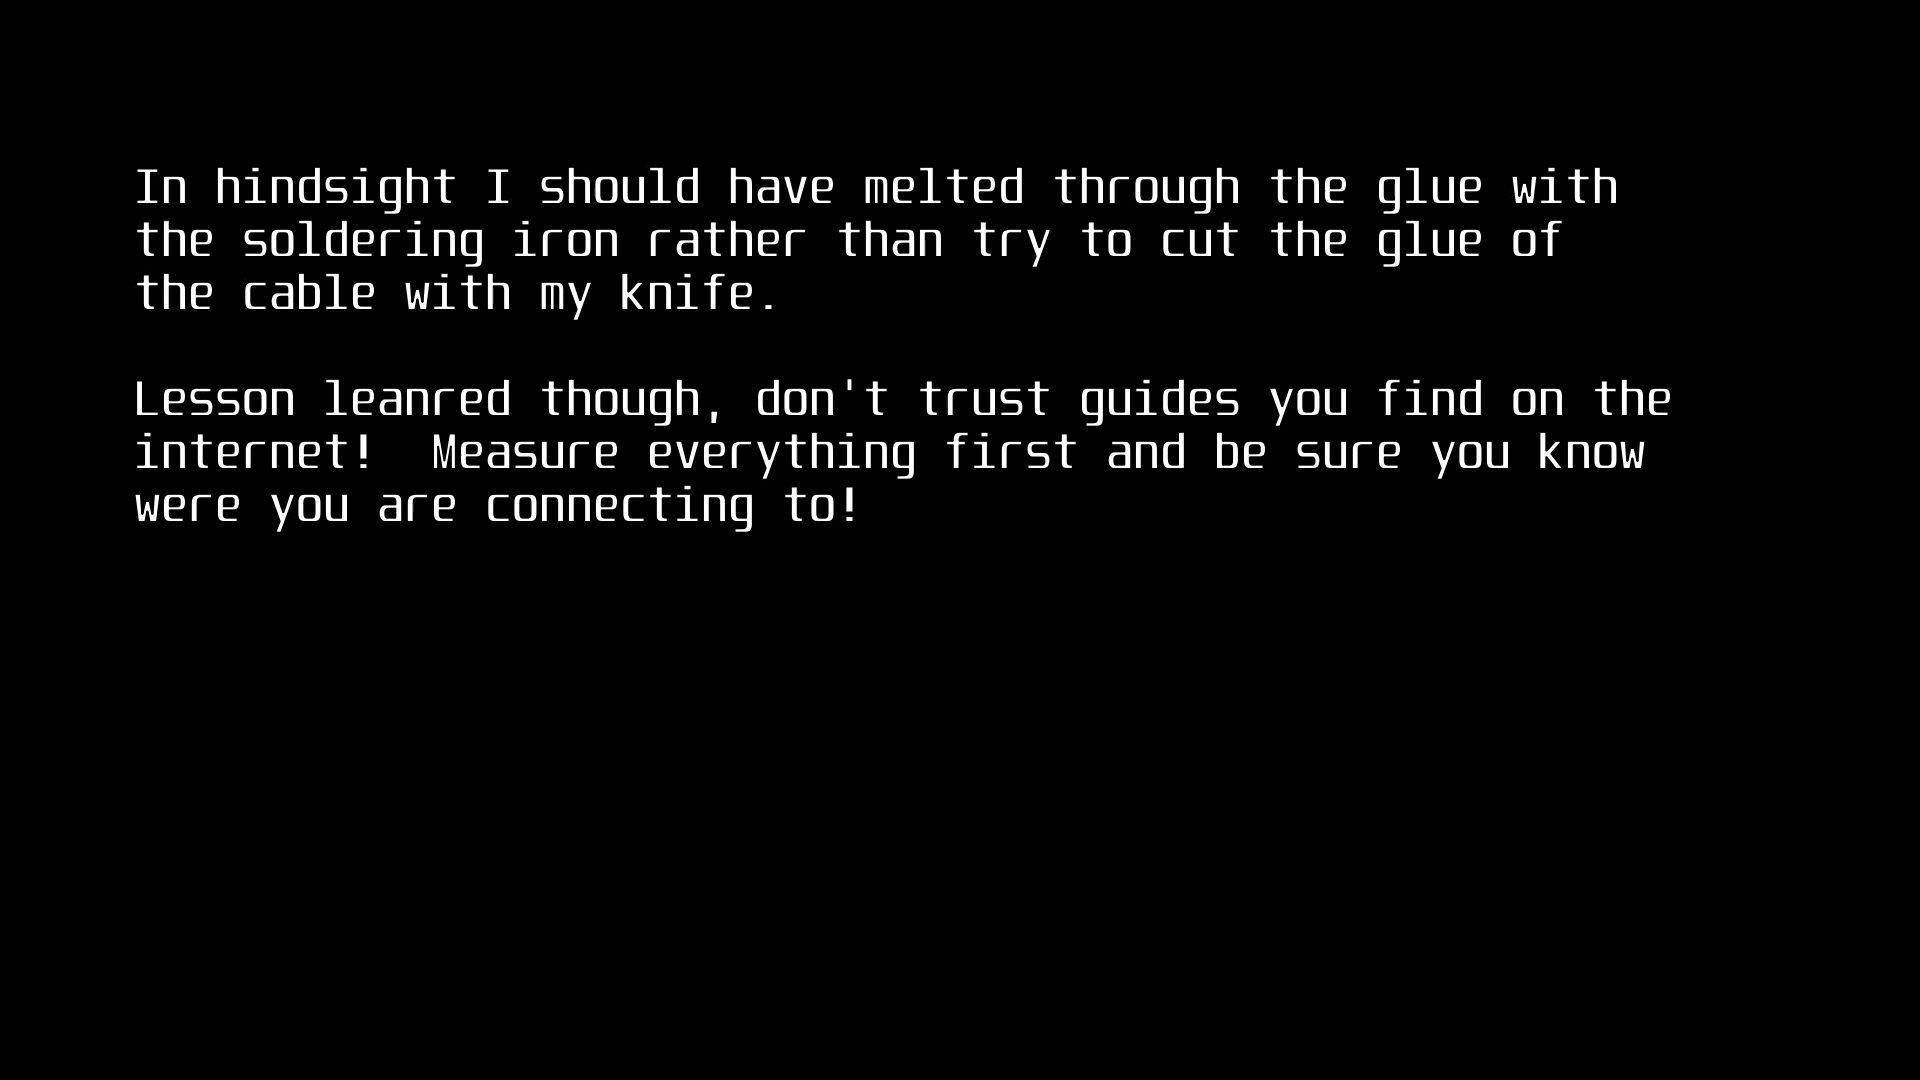 In hindsight I should have melted through the glue with
the soldering iron rather than try to cut the glue of
the cable with my knife.

Lesson leanred though, don't trust guides you find on the
internet!  Measure everything first and be sure you know
were you are connecting to!